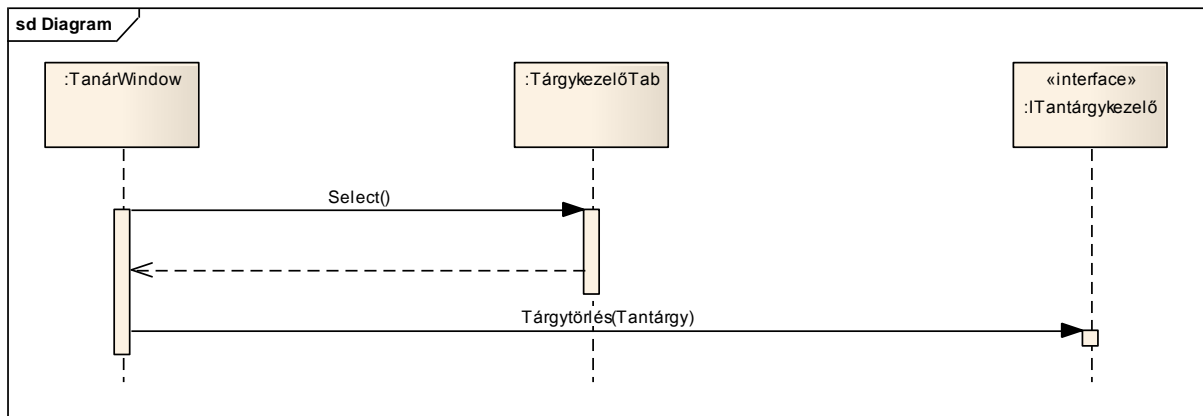 sd Diagram
:TanárWindow
:TárgykezelőTab
«interface»
:ITantárgykezelő
Select()
Tárgytörlés(Tantárgy)